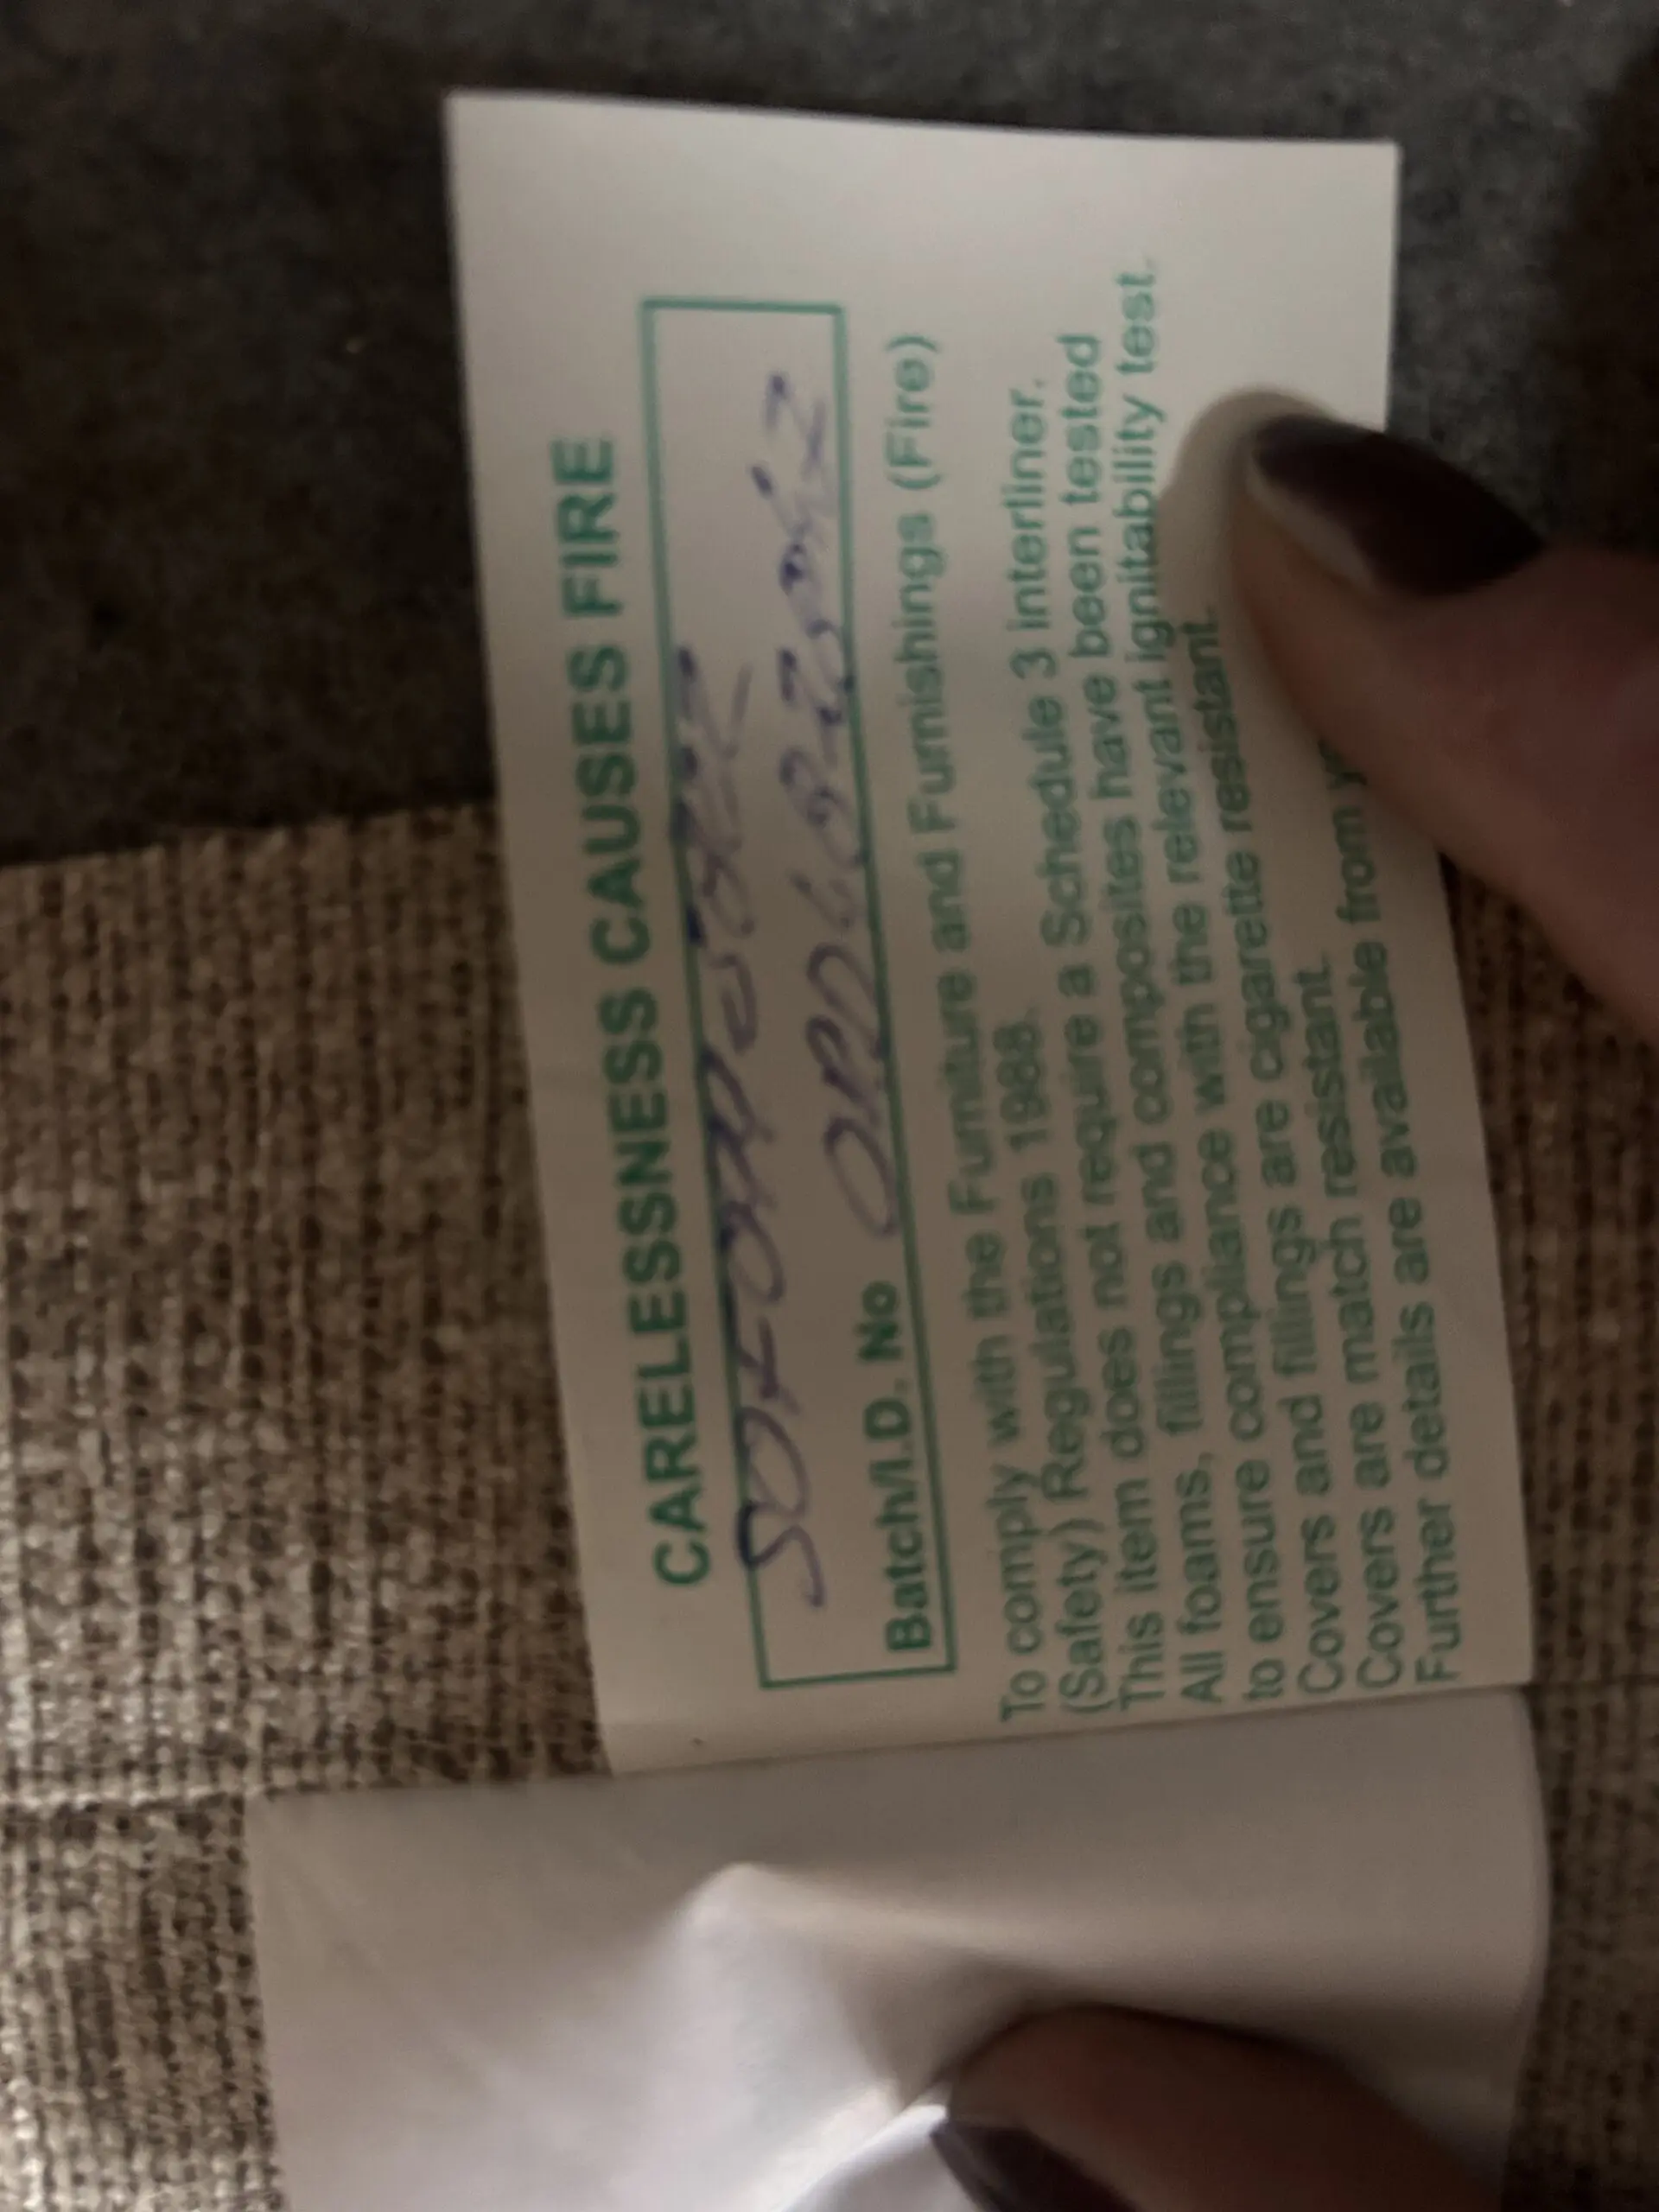 CARELESSNESS CAUSES FIRE
Batch/I.D. No
To comply with the Furniture and Furnishings (Fire)
(Safety) Regulations 1988.
This item does not require a Schedule 3 interliner.
All foams, fillings and composites have been tested
to ensure compliance with the relevant ignitability test.
Covers and fillings are cigarette resistant.
Covers are match resistant.
Further details are available from